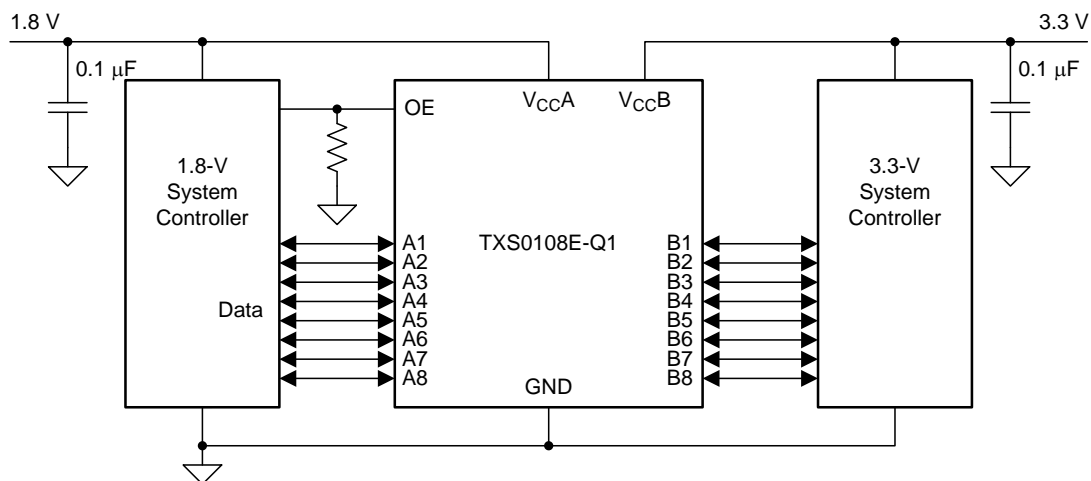 1.8 V
3.3 V
0.1 μF
0.1 μF
OE
VCCA
VCCB
1.8-V
System
Controller
3.3-V
System
Controller
TXS0108E-Q1
Data
A1
A2
A3
A4
A5
A6
A7
A8
B1
B2
B3
B4
B5
B6
B7
B8
GND